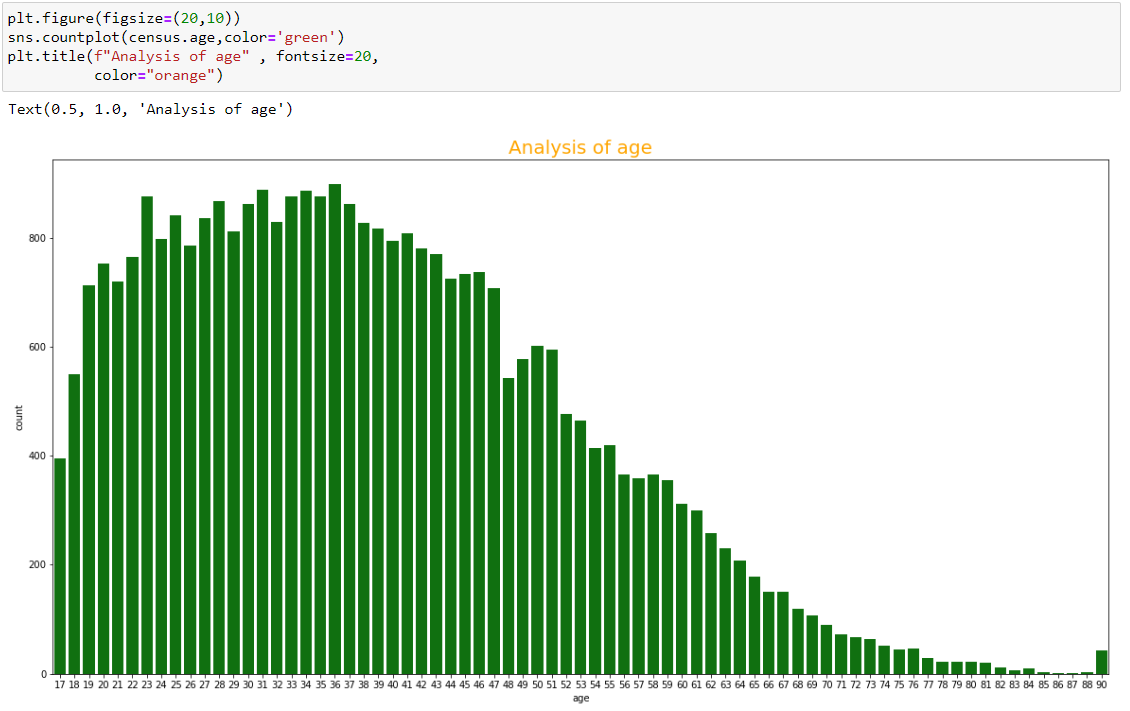 plt.figure(figsize=(20,10))
sns.countplot(census.age,color='green')
plt.title(f"Analysis of age" , fontsize=20,
color="orange")
Text(0.5, 1.0, 'Analysis of age')
Analysis of age
800
600
400
200
0
count
17 18 19 20 21 22 23 24 25 26 27 28 29 30 31 32 33 34 35 36 37 38 39 40 41 42 43 44 45 46 47 48 49 50 51 52 53 54 55 56 57 58 59 60 61 62 63 64 65 66 67 68 69 70 71 72 73 74 75 76 77 78 79 80 81 82 83 84 85 86 87 88 90
age